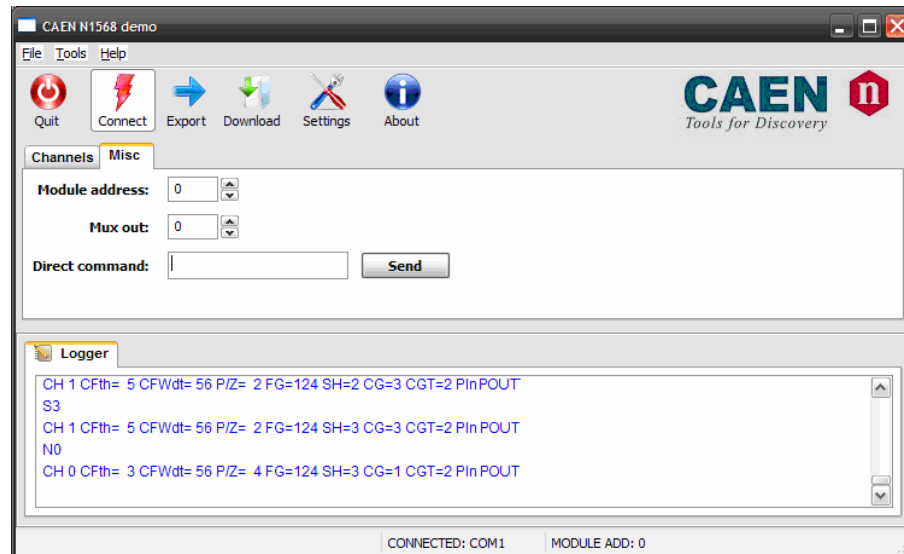 CAEN N1568 demo
File Tools Help
Quit Connect Export Download Settings About
CAEN n
Tools for Discovery
Channels Misc
Module address: 0
Mux out: 0
Direct command: Send
Logger
CH 1 CFth= 5 CFWdt= 56 P/Z= 2 FG=124 SH=2 CG=3 CGT=2 PIn POUT
S3
CH 1 CFth= 5 CFWdt= 56 P/Z= 2 FG=124 SH=3 CG=3 CGT=2 PIn POUT
N0
CH 0 CFth= 3 CFWdt= 56 P/Z= 4 FG=124 SH=3 CG=1 CGT=2 PIn POUT
CONNECTED: COM1 MODULE ADD: 0